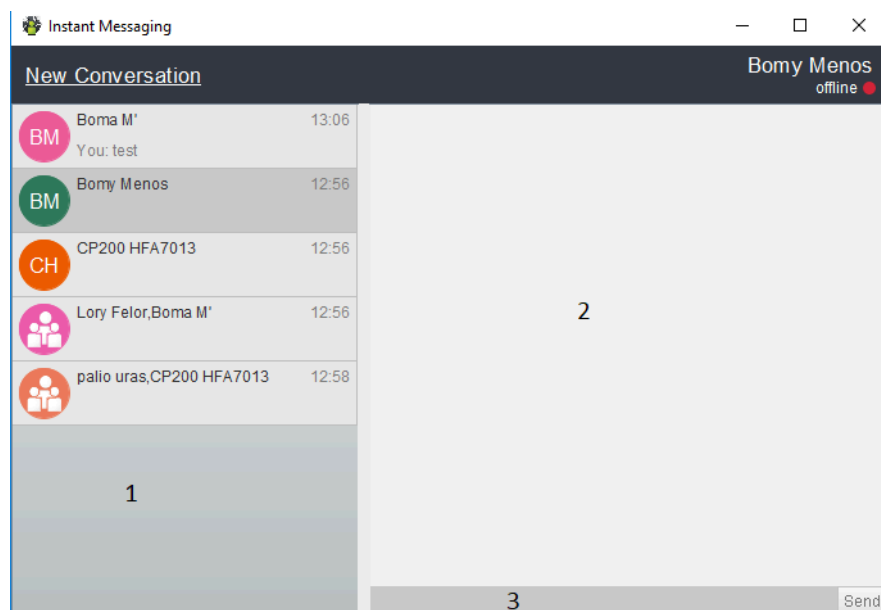 Instant Messaging
New Conversation
Bomy Menos
offline
BM
Boma M'
13:06
You: test
BM
Bomy Menos
12:56
CH
CP200 HFA7013
12:56
Lory Felor,Boma M'
12:56
palio uras,CP200 HFA7013
12:58
1
2
3
Send